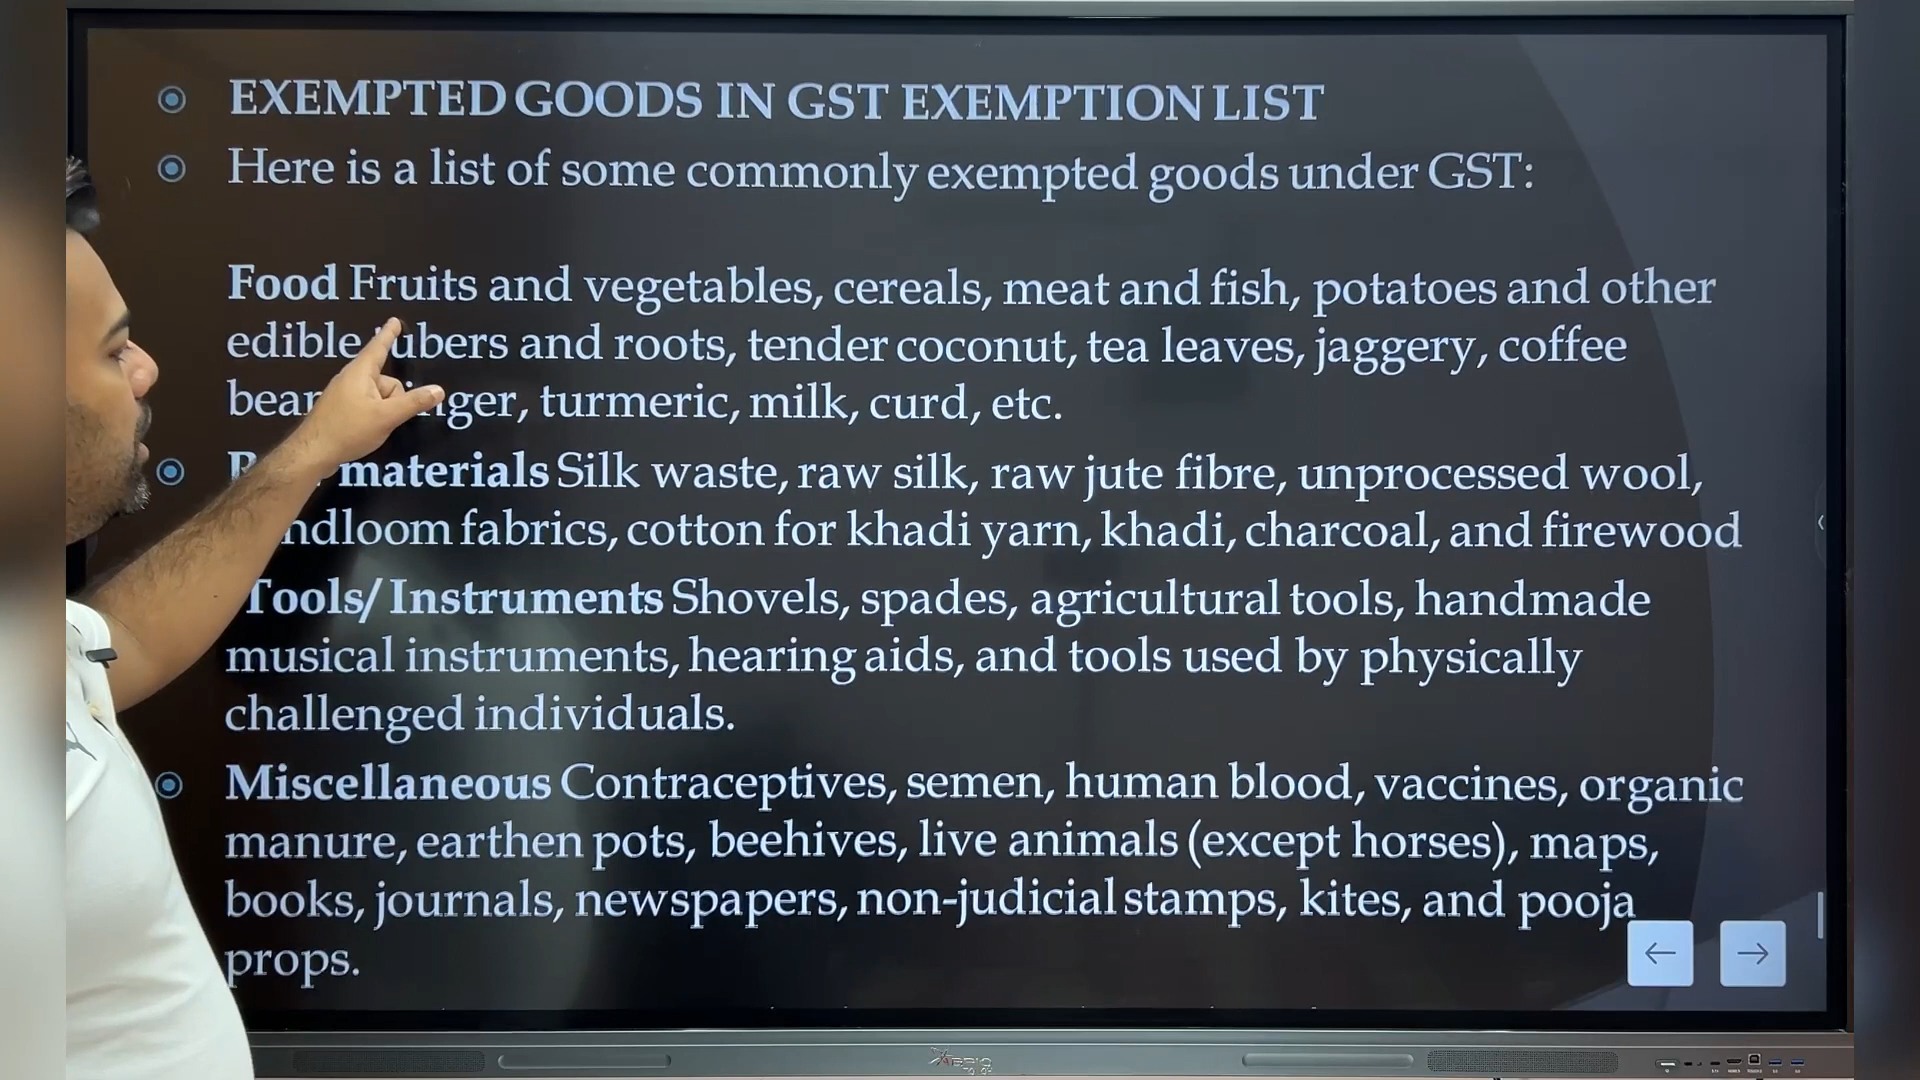 EXEMPTED GOODS IN GST EXEMPTION LIST
Here is a list of some commonly exempted goods under GST:
Food Fruits and vegetables, cereals, meat and fish, potatoes and other
edible tubers and roots, tender coconut, tea leaves, jaggery, coffee
turmeric, milk, curd, etc.
materials Silk waste, raw silk, raw jute fibre, unprocessed wool,
fabrics, cotton for khadi yarn, khadi, charcoal, and firewood
Tools/ Instruments Shovels, spades, agricultural tools, handmade
musical instruments, hearing aids, and tools used by physically
challenged individuals.
Miscellaneous Contraceptives, semen, human blood, vaccines, organic
manure, earthen pots, beehives, live animals (except horses), maps,
books, journals, newspapers, non-judicial stamps, kites, and pooja
props.